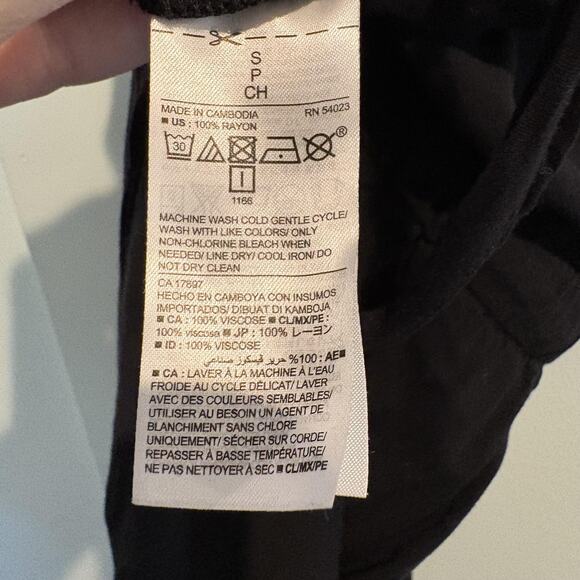 S
P
CH
MADE IN CAMBODIA RN 54023
■ US : 100% RAYON
30
®
1166
MACHINE WASH COLD GENTLE CYCLE/
WASH WITH LIKE COLORS/ ONLY
NON-CHLORINE BLEACH WHEN
NEEDED/ LINE DRY/ COOL IRON/ DO
NOT DRY CLEAN
CA 17897
HECHO EN CAMBOYA CON INSUMOS
IMPORTADOS/ DIBUAT DI KAMBOJA
■ CA : 100% VISCOSE ■ CL/MX/PE :
100% viscosa ■ JP : 100% レーヨン
■ ID : 100% VISCOSE
■AE :100% حرير فيسكوز صناعي
■ CA : LAVER À LA MACHINE À L'EAU
FROIDE AU CYCLE DÉLICAT/ LAVER
AVEC DES COULEURS SEMBLABLES/
UTILISER AU BESOIN UN AGENT DE
BLANCHIMENT SANS CHLORE
UNIQUEMENT/ SÉCHER SUR CORDE/
REPASSER À BASSE TEMPÉRATURE/
NE PAS NETTOYER À SEC ■ CL/MX/PE